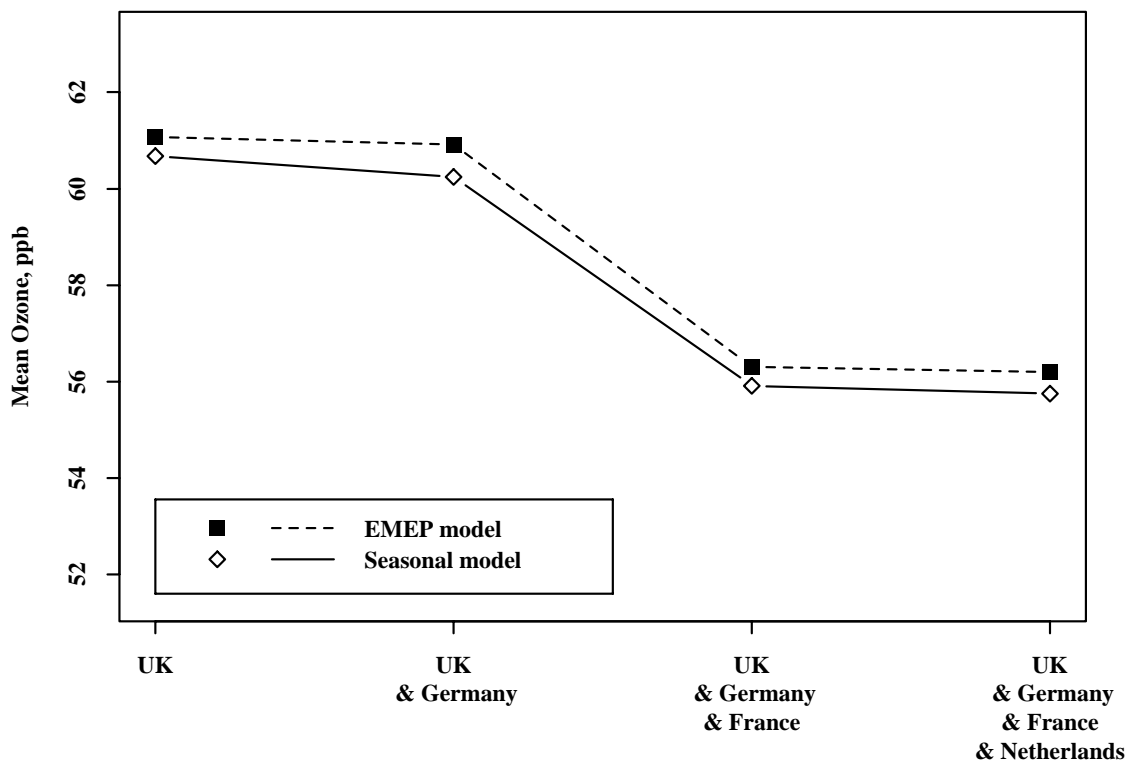 Mean Ozone, ppb
62
60
58
56
54
52
EMEP model
Seasonal model
UK
UK
& Germany
UK
& Germany
& France
UK
& Germany
& France
& Netherlands